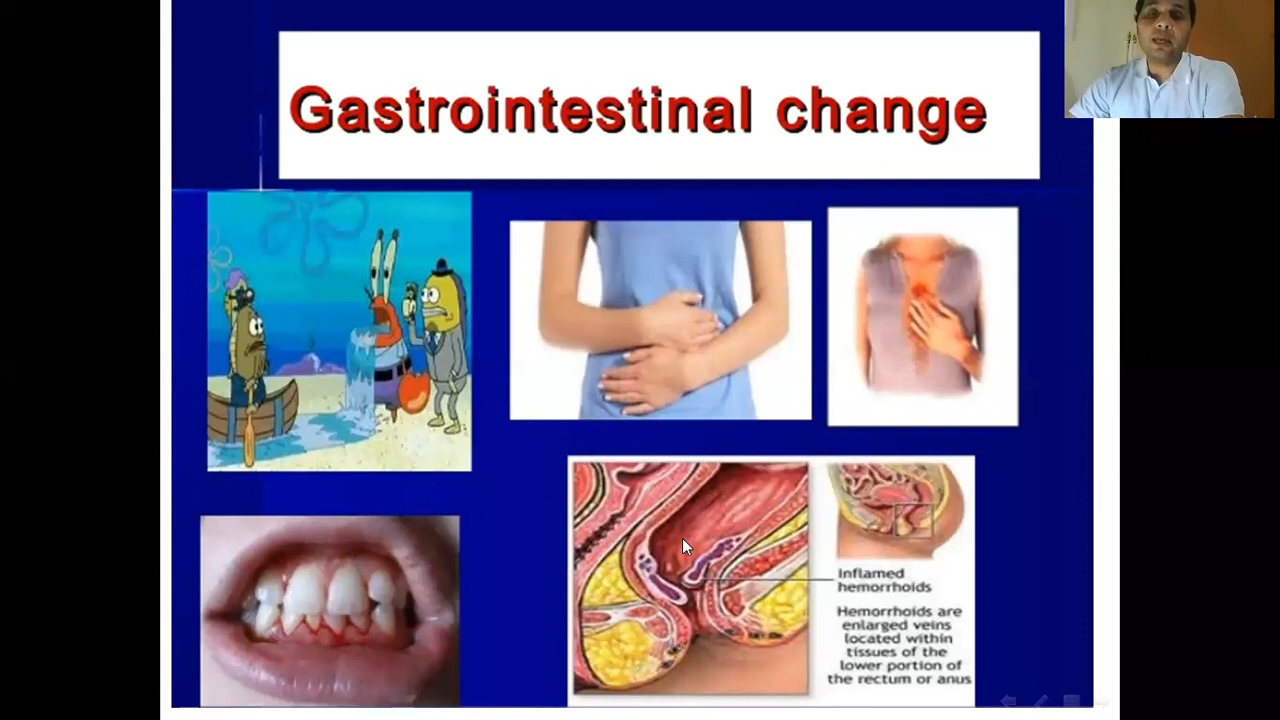 Gastrointestinal change
Inflamed
hemorrhoids
Hemorrhoids are
enlarged veins
located within
tissues of the
lower portion of
the rectum or anus